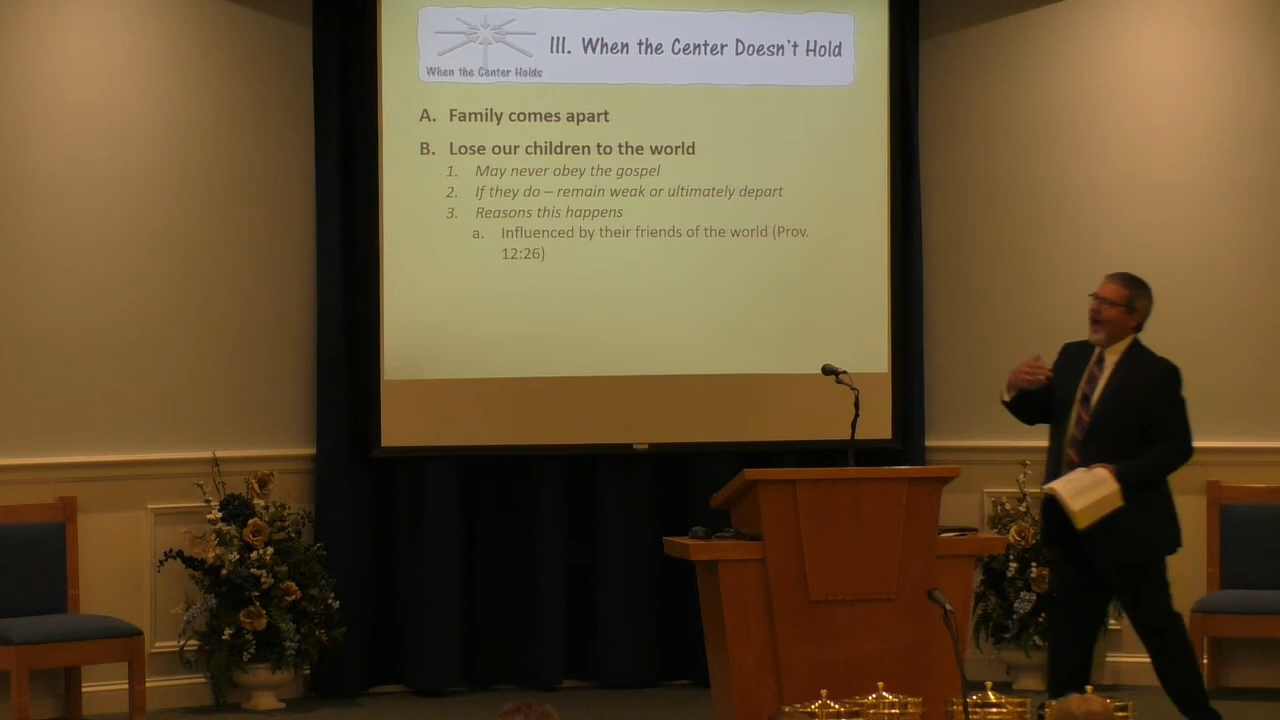 When the Center Holds
III. When the Center Doesn't Hold
A. Family comes apart
B. Lose our children to the world
1. May never obey the gospel
2. If they do – remain weak or ultimately depart
3. Reasons this happens
a. Influenced by their friends of the world (Prov.
12:26)